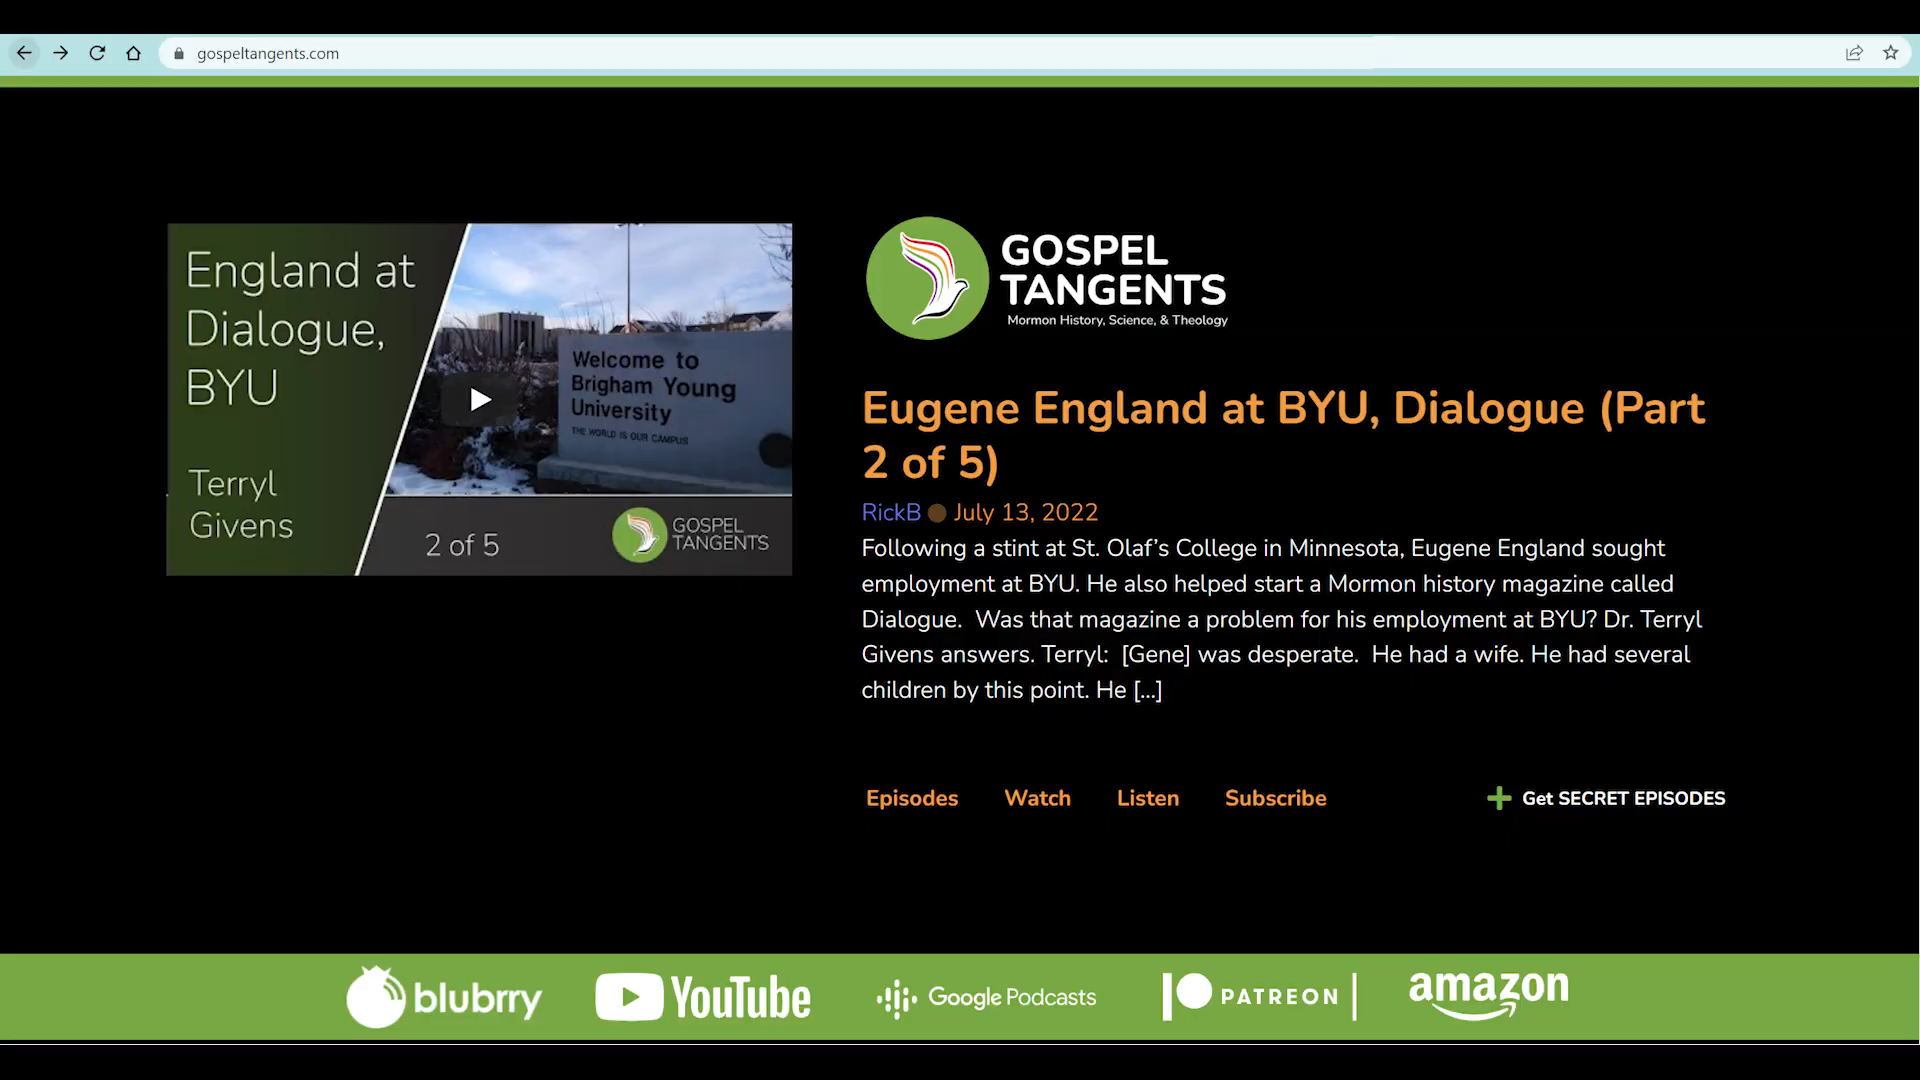 gospeltangents.com
England at
Dialogue,
BYU
Terryl
Givens
Welcome to
Brigham Young
University
THE WORLD IS OUR CAMPUS
2 of 5
GOSPEL
TANGENTS
GOSPEL
TANGENTS
Mormon History, Science, & Theology
Eugene England at BYU, Dialogue (Part
2 of 5)
RickB July 13, 2022
Following a stint at St. Olaf’s College in Minnesota, Eugene England sought
employment at BYU. He also helped start a Mormon history magazine called
Dialogue.  Was that magazine a problem for his employment at BYU? Dr. Terryl
Givens answers. Terryl:  [Gene] was desperate.  He had a wife. He had several
children by this point. He [...]
Episodes Watch Listen Subscribe Get SECRET EPISODES
blubrry YouTube Google Podcasts PATREON amazon